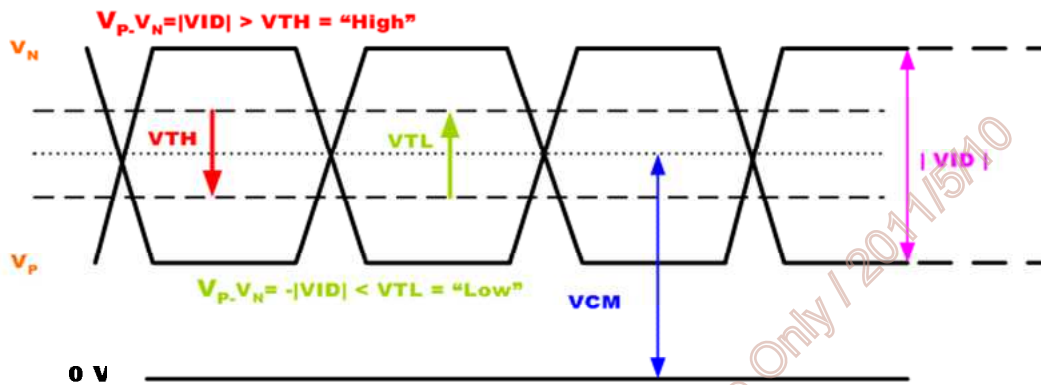 VP-VN=|VID| > VTH = “High”
VN
VTH
VTL
| VID |
VP
VP-VN= -|VID| < VTL = “Low”
VCM
0 V
Only / 2011/5/10